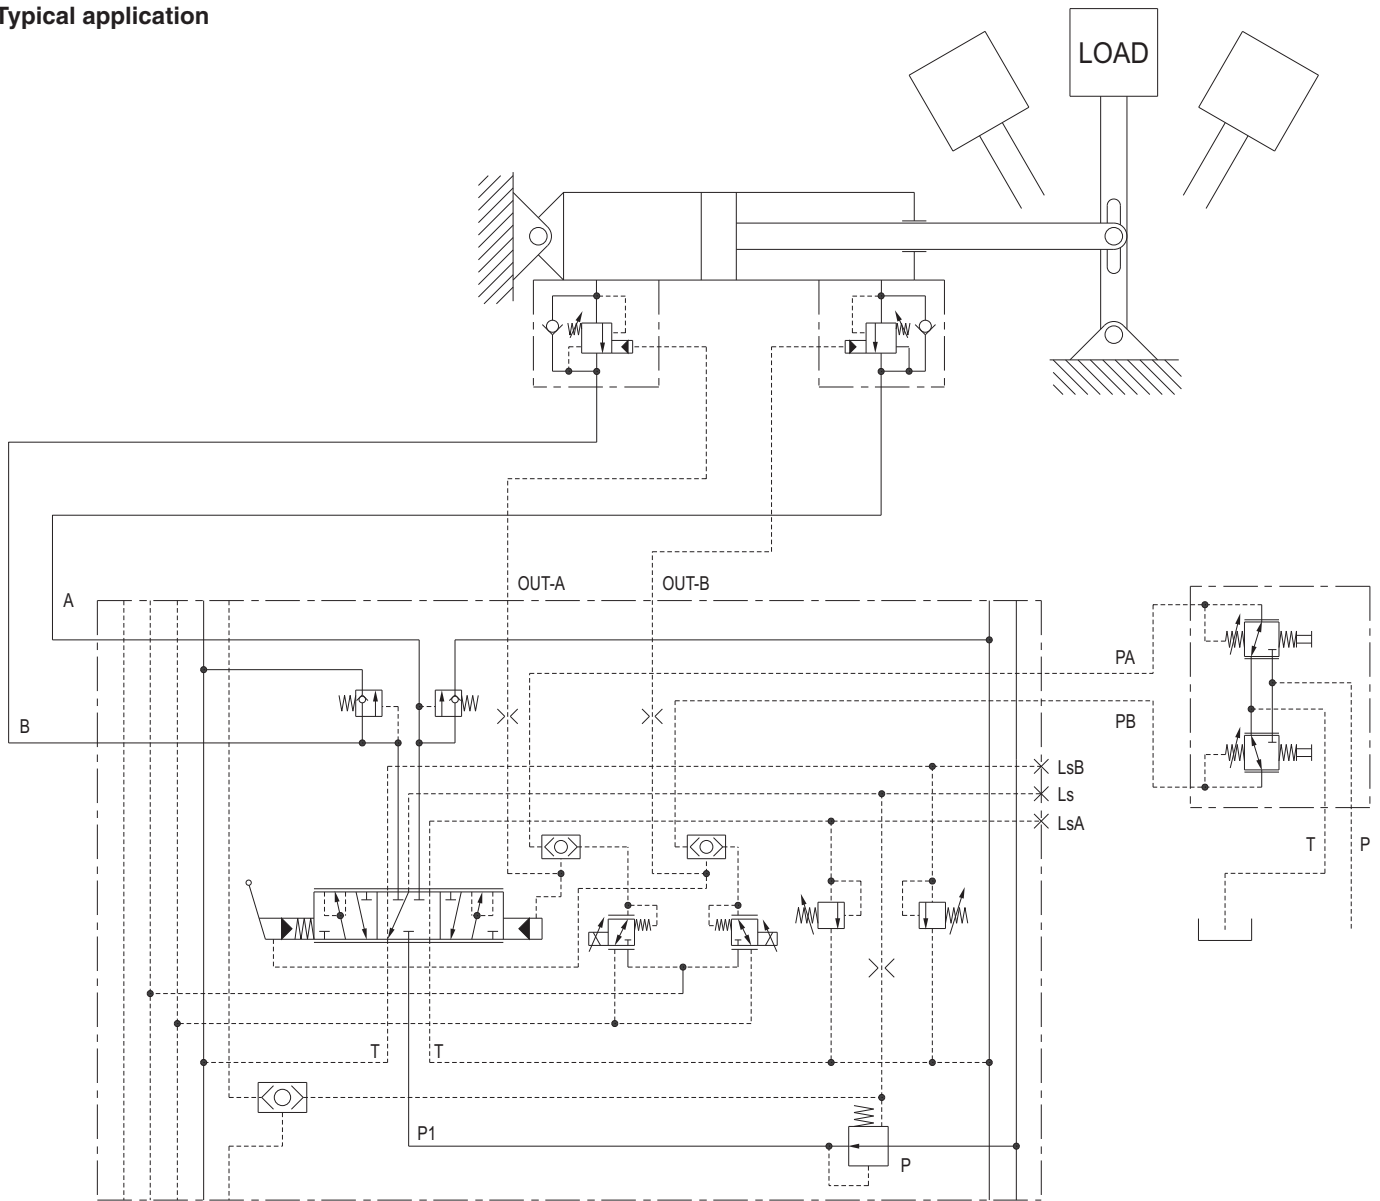 Typical application
LOAD
OUT-A
OUT-B
A
PA
B
PB
LsB
Ls
LsA
T
P
T
T
P1
P